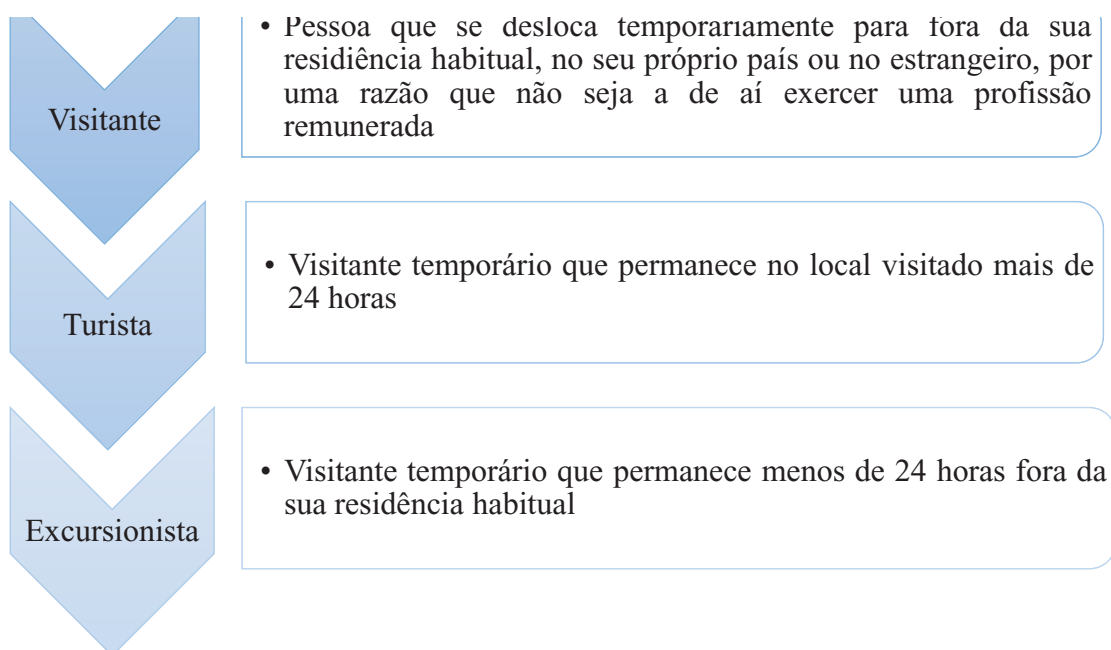 • Pessoa que se desloca temporariamente para fora da
residiência habitual, no seu próprio país ou no estrangeiro, por
uma razão que não seja a de aí exercer uma profissão
remunerada
Visitante
• Visitante temporário que permanece no local visitado mais de
24 horas
Turista
• Visitante temporário que permanece menos de 24 horas fora da
sua residência habitual
Excursionista